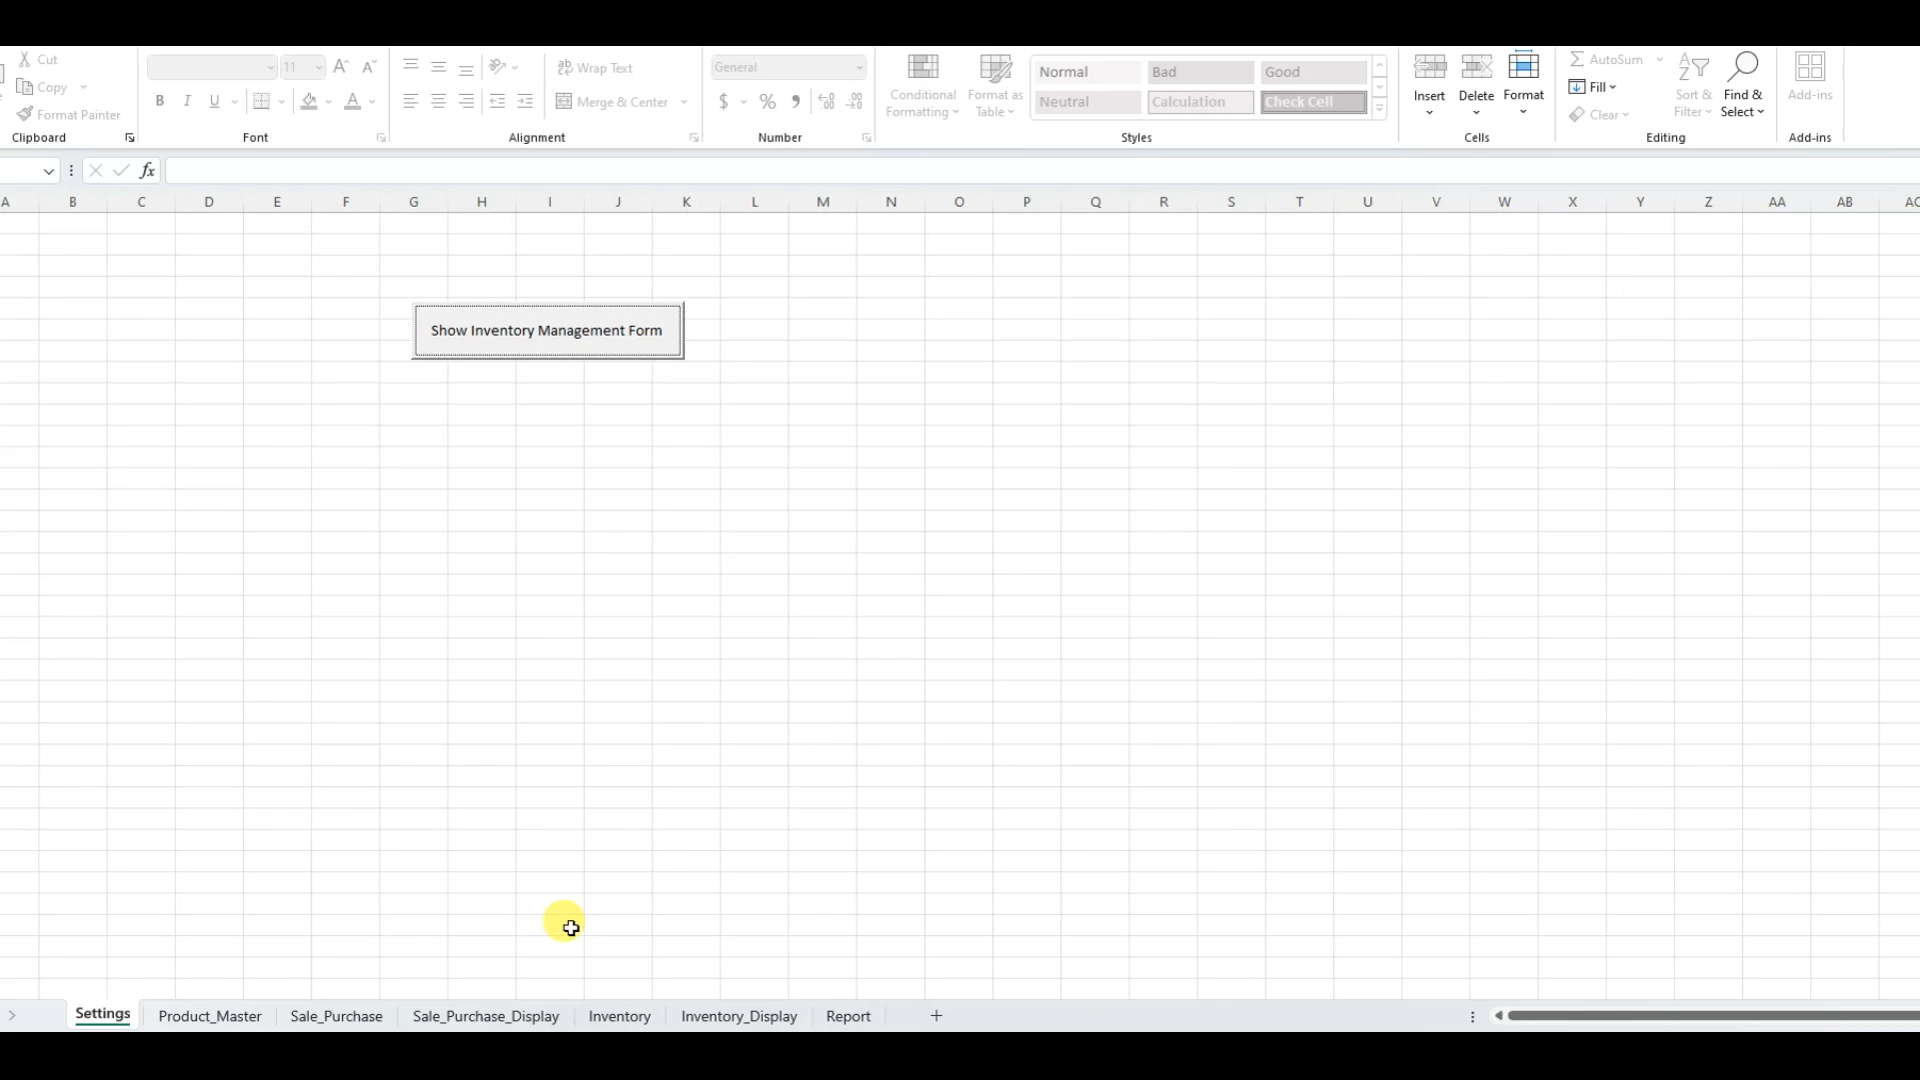 Cut
Copy
Format Painter
Clipboard
11
B I U
Font
Wrap Text
Merge & Center
Alignment
General
$ % 9
Number
Conditional
Formatting
Format as
Table
Normal Bad Good
Neutral Calculation Check Cell
Styles
Insert Delete Format
Cells
AutoSum
Fill
Clear
Sort &
Filter
Find &
Select
Editing
Add-ins
Add-ins
fx
A B C D E F G H I J K L M N O P Q R S T U V W X Y Z AA AB AC
Show Inventory Management Form
Settings Product_Master Sale_Purchase Sale_Purchase_Display Inventory Inventory_Display Report +